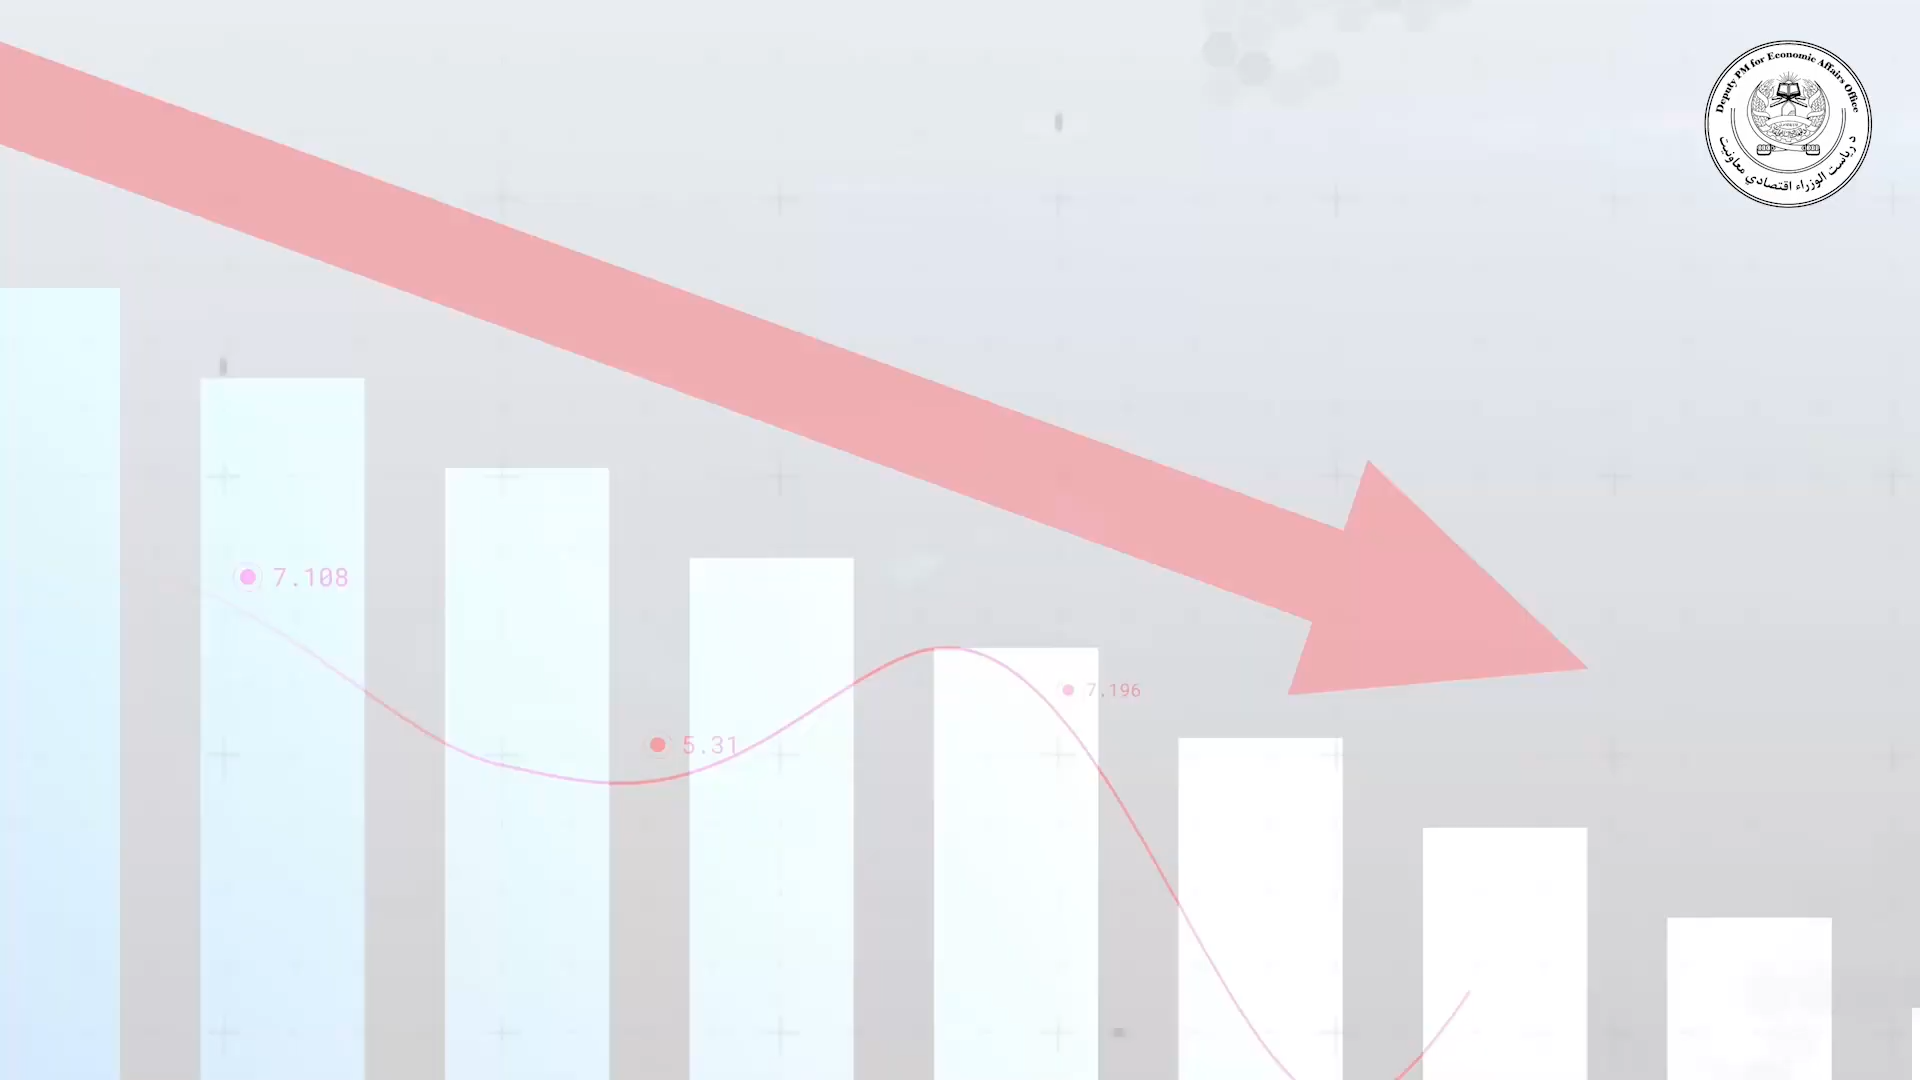 Deputy PM for Economic Affairs Office
د ریاست الوزراء اقتصادي معاونیت
7.108
7.196
5.31